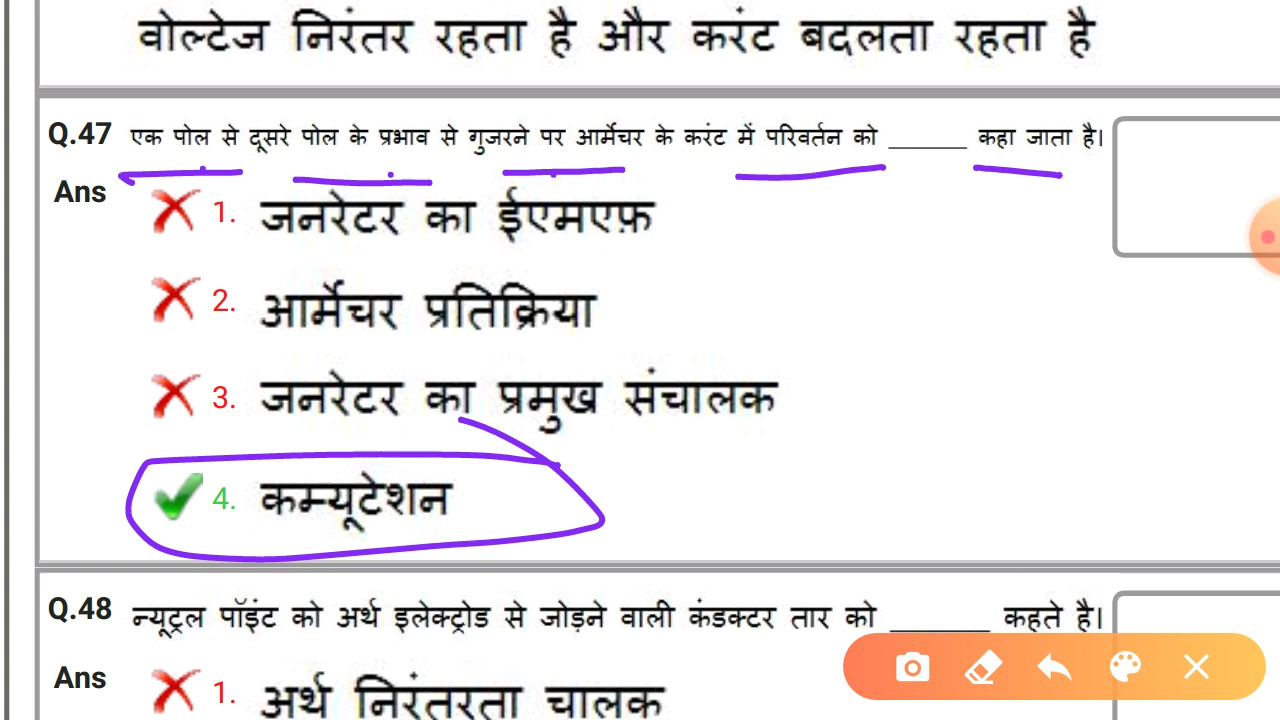 वोल्टेज निरंतर रहता है और करंट बदलता रहता है
Q.47 एक पोल से दूसरे पोल के प्रभाव से गुजरने पर आर्मेचर के करंट में परिवर्तन को ______ कहा जाता है।
Ans
1. जनरेटर का ईएमएफ़
2. आर्मेचर प्रतिक्रिया
3. जनरेटर का प्रमुख संचालक
4. कम्यूटेशन
Q.48 न्यूट्रल पॉइंट को अर्थ इलेक्ट्रोड से जोड़ने वाली कंडक्टर तार को ________ कहते है।
Ans
1. अर्थ निरंतरता चालक